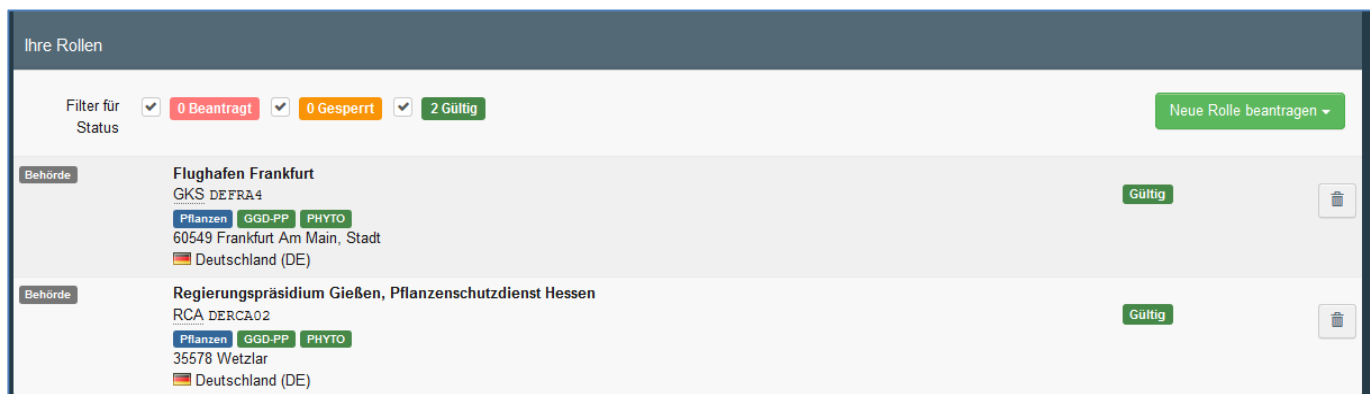 Ihre Rollen
Filter für
Status
0 Beantragt
0 Gesperrt
2 Gültig
Neue Rolle beantragen
Behörde
Flughafen Frankfurt
GKS DEFRA4
Pflanzen GGD-PP PHYTO
60549 Frankfurt Am Main, Stadt
Deutschland (DE)
Gültig
Behörde
Regierungspräsidium Gießen, Pflanzenschutzdienst Hessen
RCA DERCA02
Pflanzen GGD-PP PHYTO
35578 Wetzlar
Deutschland (DE)
Gültig